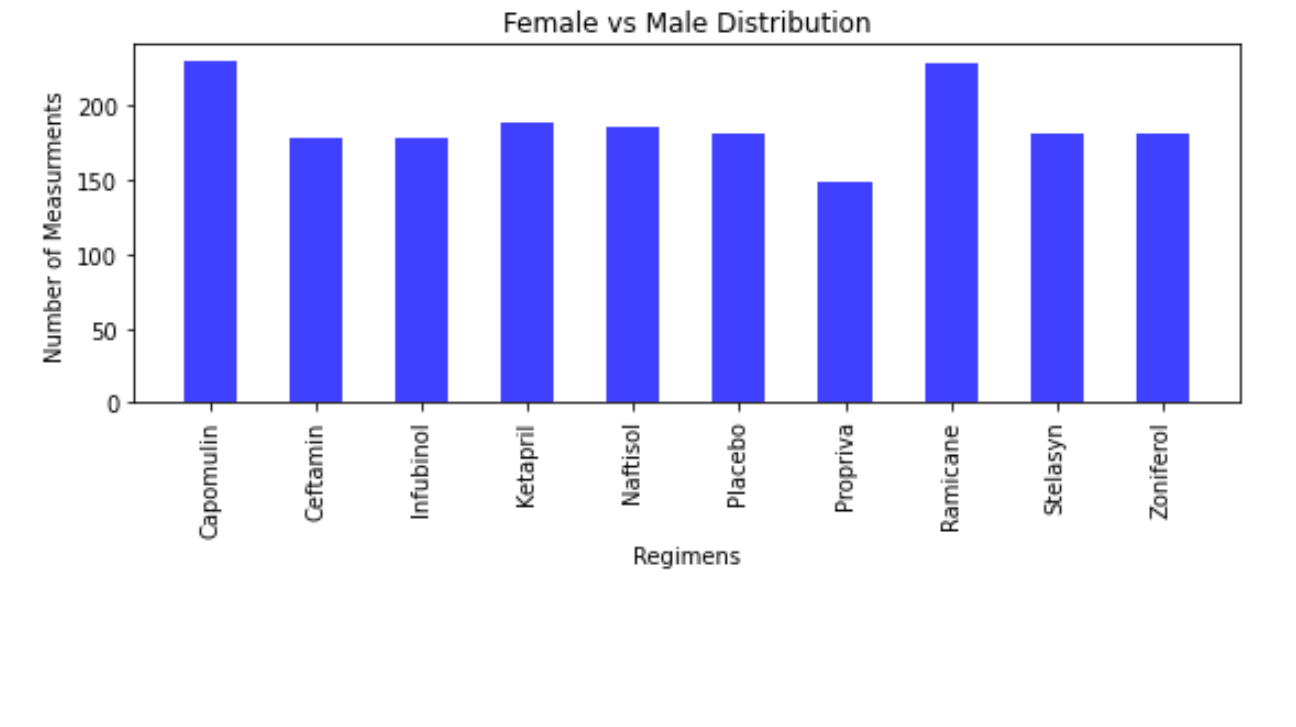 Female vs Male Distribution
Number of Measurments
200
150
100
50
0
Capomulin
Ceftamin
Infubinol
Ketapril
Naftisol
Placebo
Propriva
Ramicane
Stelasyn
Zoniferol
Regimens